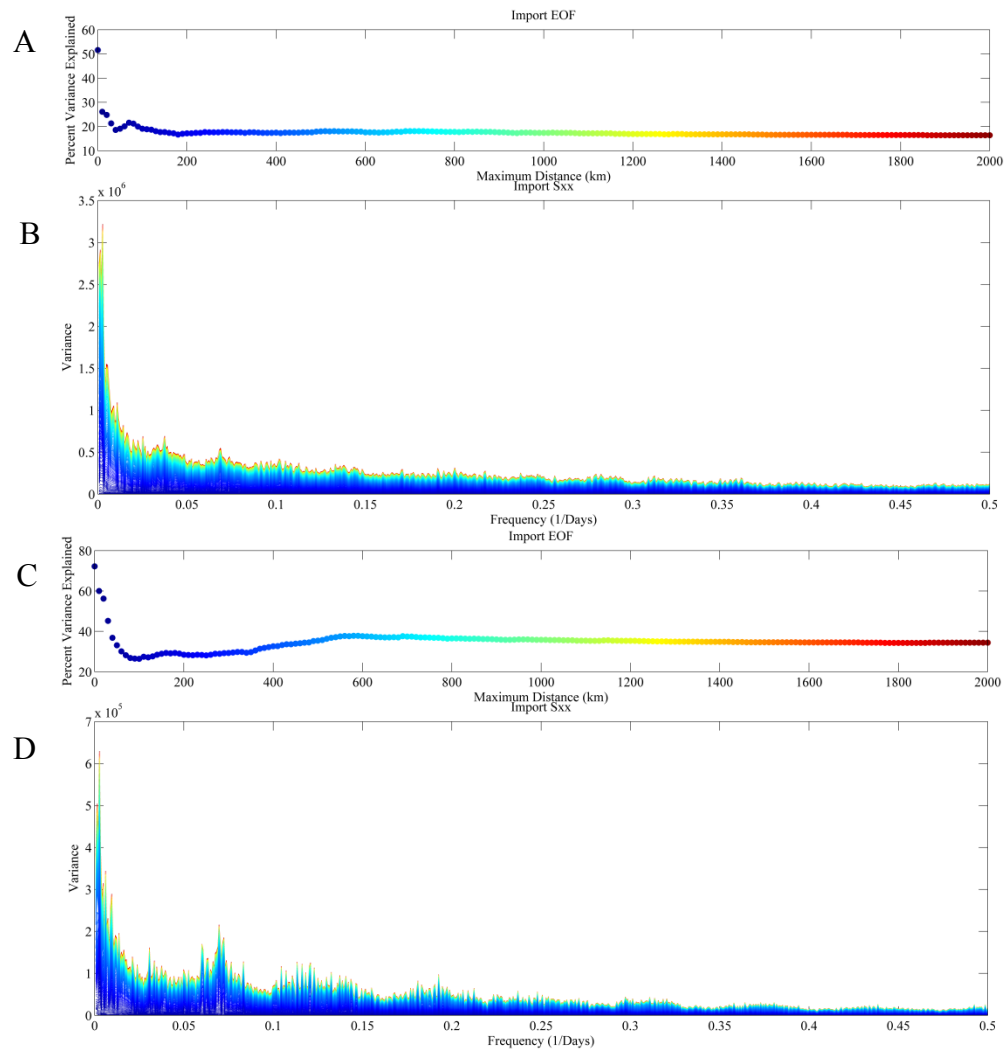 A
Import EOF
Percent Variance Explained
60
50
40
30
20
10
0 200 400 600 800 1000 1200 1400 1600 1800 2000
Maximum Distance (km)
B
Import Sxx
x 10^6
Variance
3.5
3
2.5
2
1.5
1
0.5
0
0 0.05 0.1 0.15 0.2 0.25 0.3 0.35 0.4 0.45 0.5
Frequency (1/Days)
C
Import EOF
Percent Variance Explained
80
60
40
20
0 200 400 600 800 1000 1200 1400 1600 1800 2000
Maximum Distance (km)
D
Import Sxx
x 10^5
Variance
7
6
5
4
3
2
1
0
0 0.05 0.1 0.15 0.2 0.25 0.3 0.35 0.4 0.45 0.5
Frequency (1/Days)